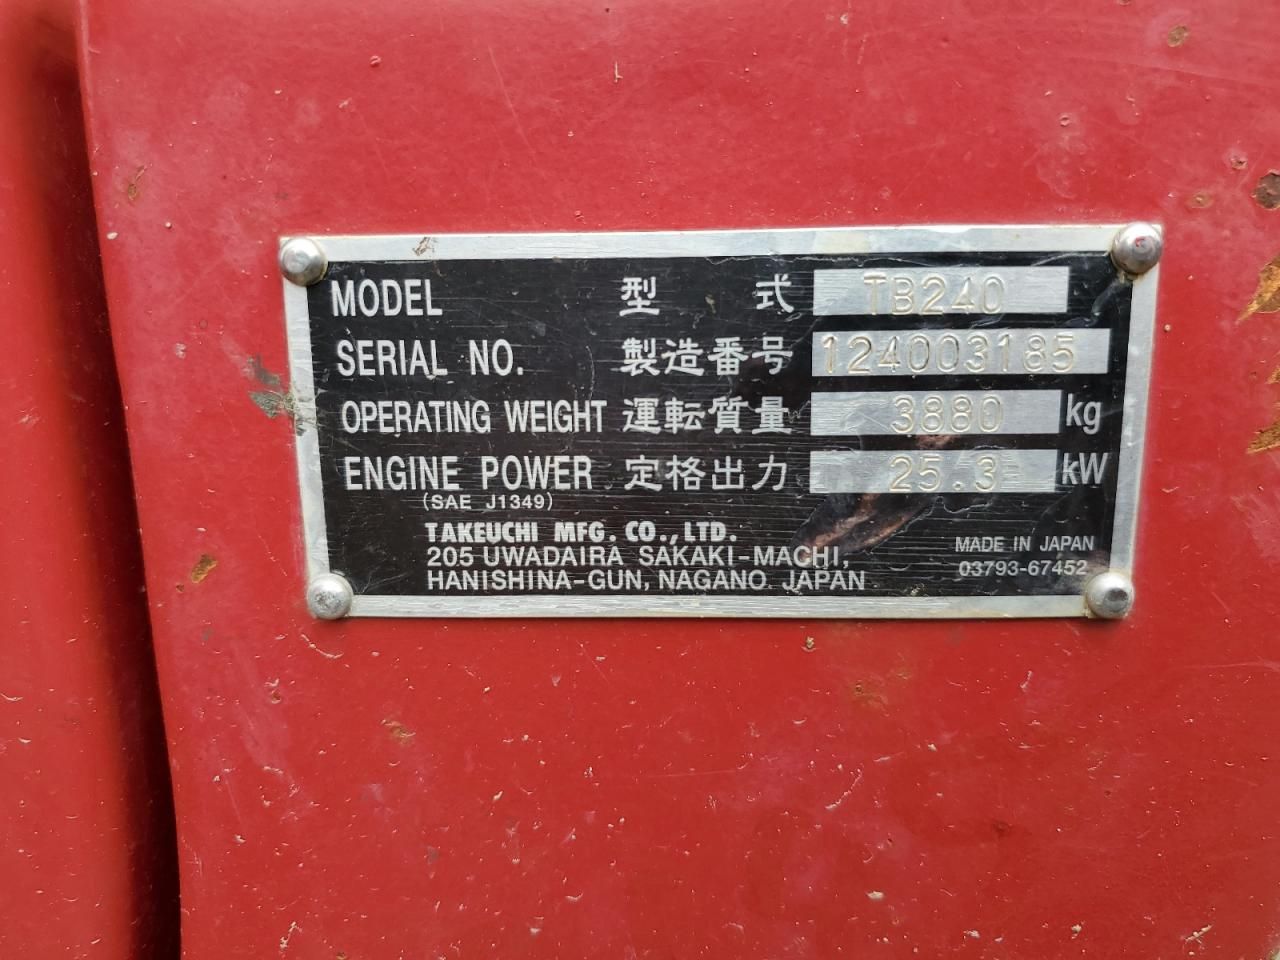 MODEL 型 式 TB240
SERIAL NO. 製造番号 124003185
OPERATING WEIGHT 運転質量 3880 kg
ENGINE POWER 定格出力 25.3 kW
(SAE J1349)
TAKEUCHI MFG. CO.,LTD.
205 UWADAIRA SAKAKI-MACHI,
HANISHINA-GUN, NAGANO JAPAN
MADE IN JAPAN
03793-67452